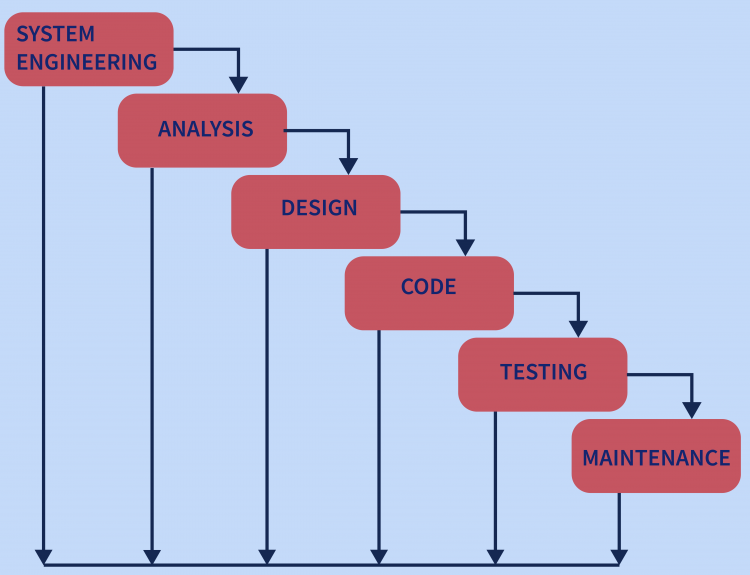 SYSTEM
ENGINEERING
ANALYSIS
DESIGN
CODE
TESTING
MAINTENANCE